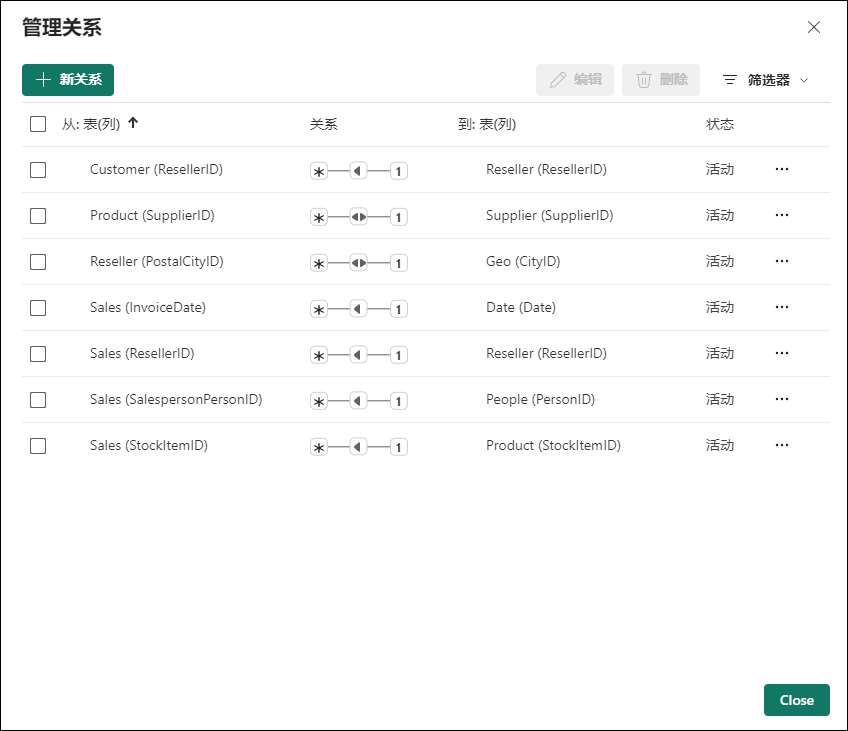 管理关系
新关系 编辑 删除 筛选器
从: 表(列) 关系 到: 表(列) 状态
Customer (ResellerID) * 1 Reseller (ResellerID) 活动 ...
Product (SupplierID) * 1 Supplier (SupplierID) 活动 ...
Reseller (PostalCityID) * 1 Geo (CityID) 活动 ...
Sales (InvoiceDate) * 1 Date (Date) 活动 ...
Sales (ResellerID) * 1 Reseller (ResellerID) 活动 ...
Sales (SalespersonPersonID) * 1 People (PersonID) 活动 ...
Sales (StockItemID) * 1 Product (StockItemID) 活动 ...
Close